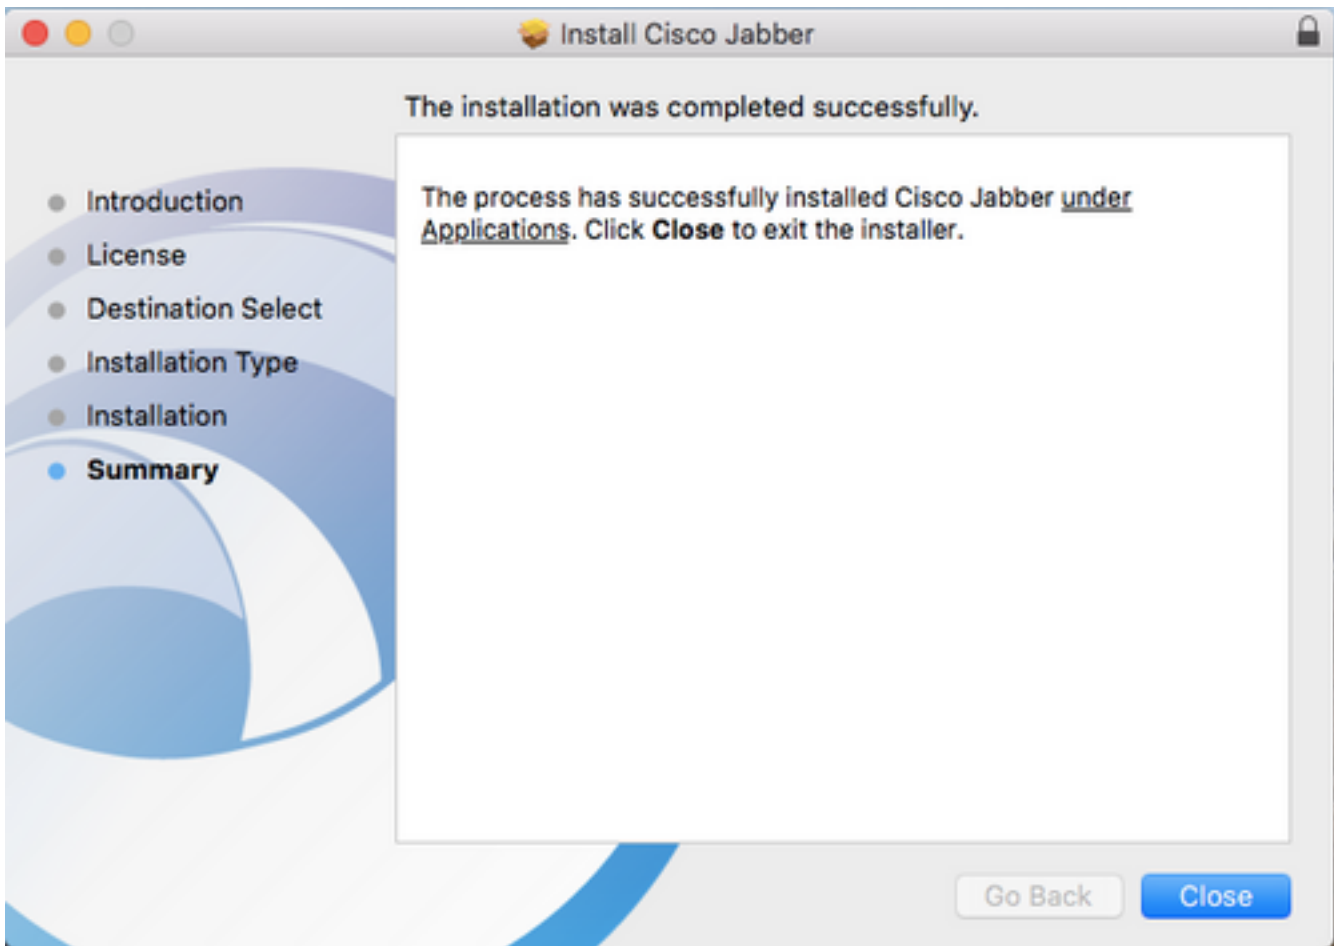 Install Cisco Jabber
The installation was completed successfully.
Introduction
License
Destination Select
Installation Type
Installation
Summary
The process has successfully installed Cisco Jabber under
Applications. Click Close to exit the installer.
Go Back
Close